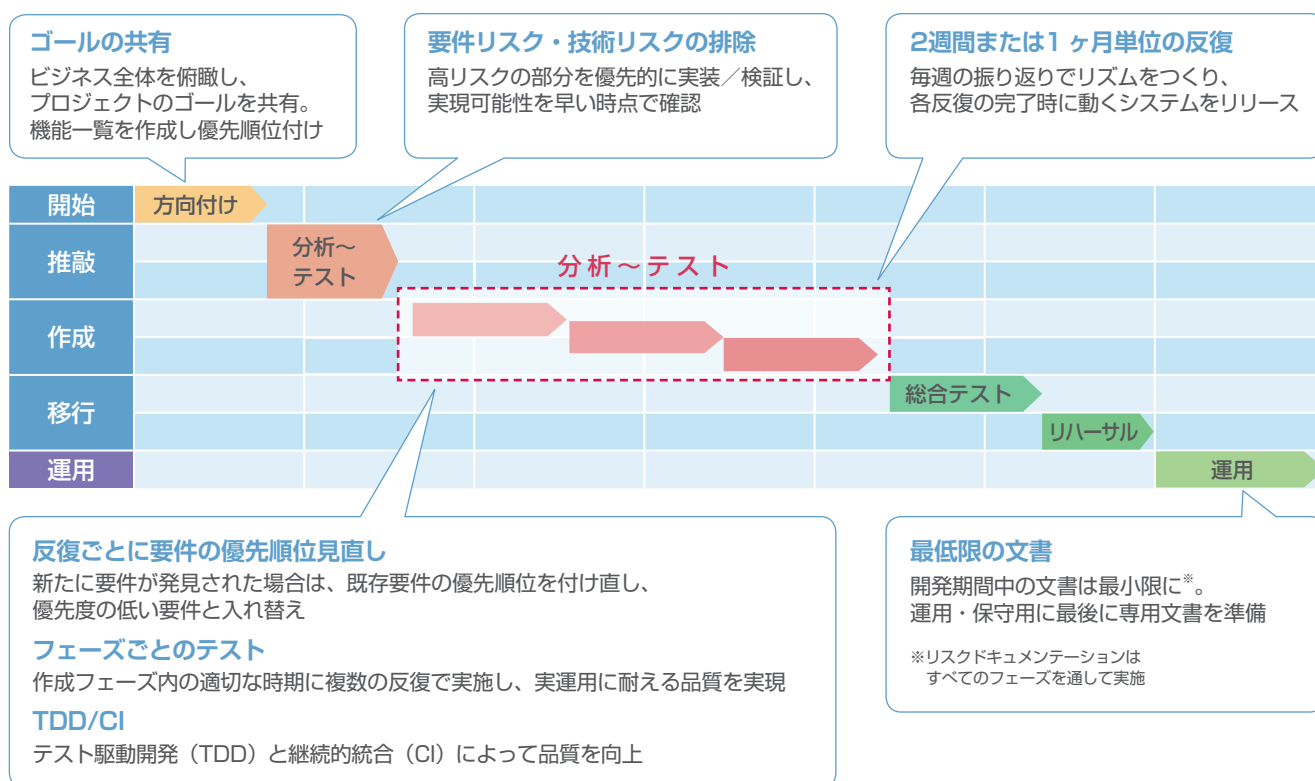 ゴールの共有
ビジネス全体を俯瞰し、
プロジェクトのゴールを共有。
機能一覧を作成し優先順位付け
要件リスク・技術リスクの排除
高リスクの部分を優先的に実装／検証し、
実現可能性を早い時点で確認
2週間または1ヶ月単位の反復
毎週の振り返りでリズムをつくり、
各反復の完了時に動くシステムをリリース
開始
方向付け
推敲
分析～
テスト
分析～テスト
作成
移行
総合テスト
リハーサル
運用
運用
反復ごとに要件の優先順位見直し
新たに要件が発見された場合は、既存要件の優先順位を付け直し、
優先度の低い要件と入れ替え
フェーズごとのテスト
作成フェーズ内の適切な時期に複数の反復で実施し、実運用に耐える品質を実現
TDD/CI
テスト駆動開発（TDD）と継続的統合（CI）によって品質を向上
最低限の文書
開発期間中の文書は最小限に※。
運用・保守用に最後に専用文書を準備
※リスクドキュメンテーションは
すべてのフェーズを通して実施